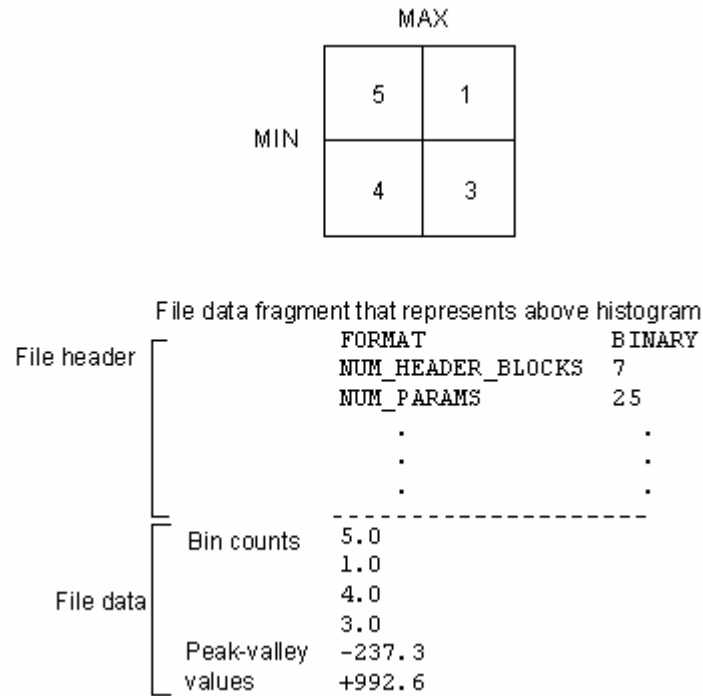 MAX
5 1
MIN
4 3
File data fragment that represents above histogram
File header
FORMAT BINARY
NUM_HEADER_BLOCKS 7
NUM_PARAMS 25
. .
. .
. .
--------------------
File data
Bin counts 5.0
1.0
4.0
3.0
Peak-valley -237.3
values +992.6